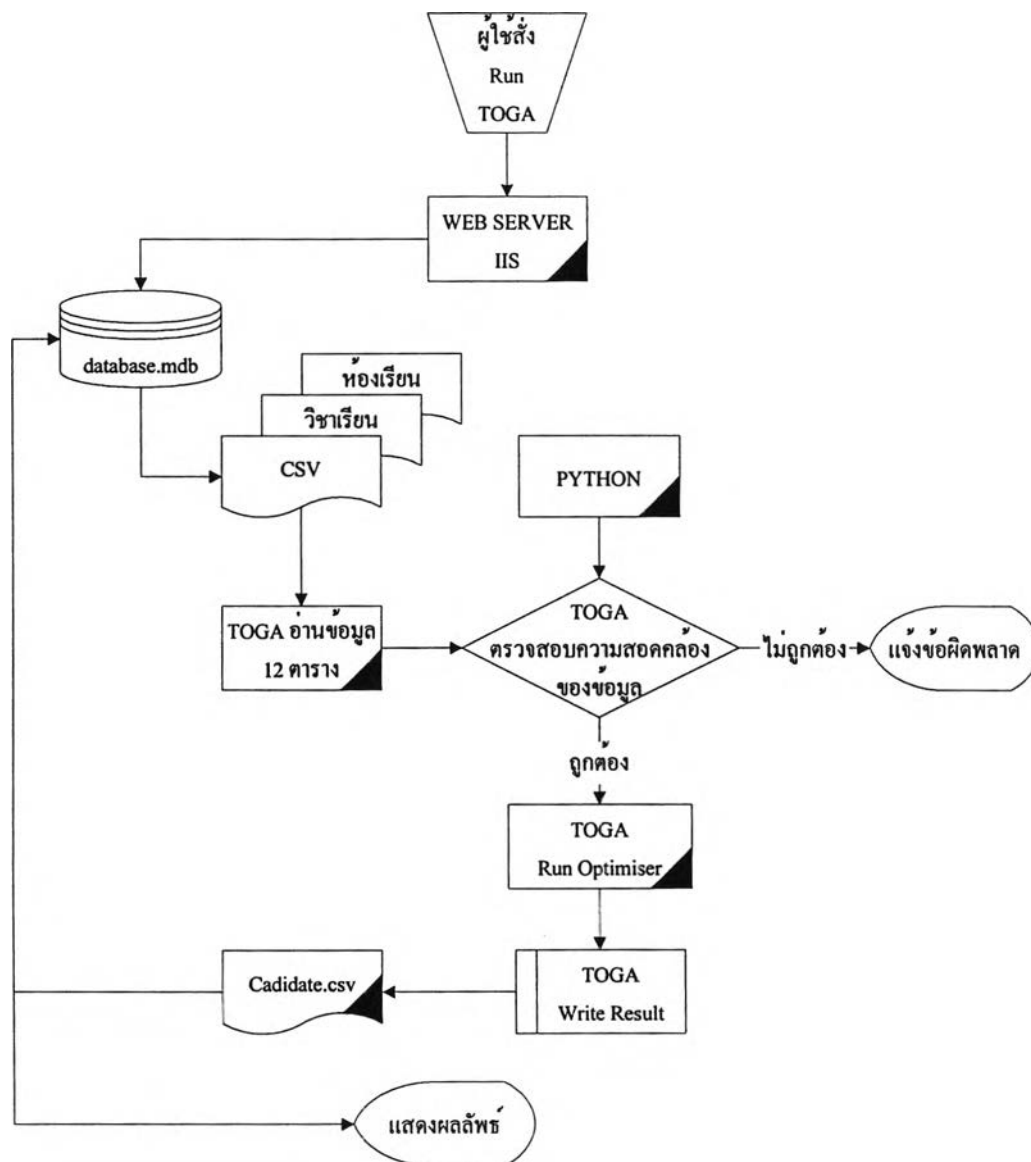 ผู้ใช้สั่ง
Run
TOGA
WEB SERVER
IIS
database.mdb
ห้องเรียน
วิชาเรียน
CSV
PYTHON
TOGA อ่านข้อมูล
12 ตาราง
TOGA
ตรวจสอบความสอดคล้อง
ของข้อมูล
ไม่ถูกต้อง
แจ้งข้อผิดพลาด
ถูกต้อง
TOGA
Run Optimiser
Cadidate.csv
TOGA
Write Result
แสดงผลลัพธ์